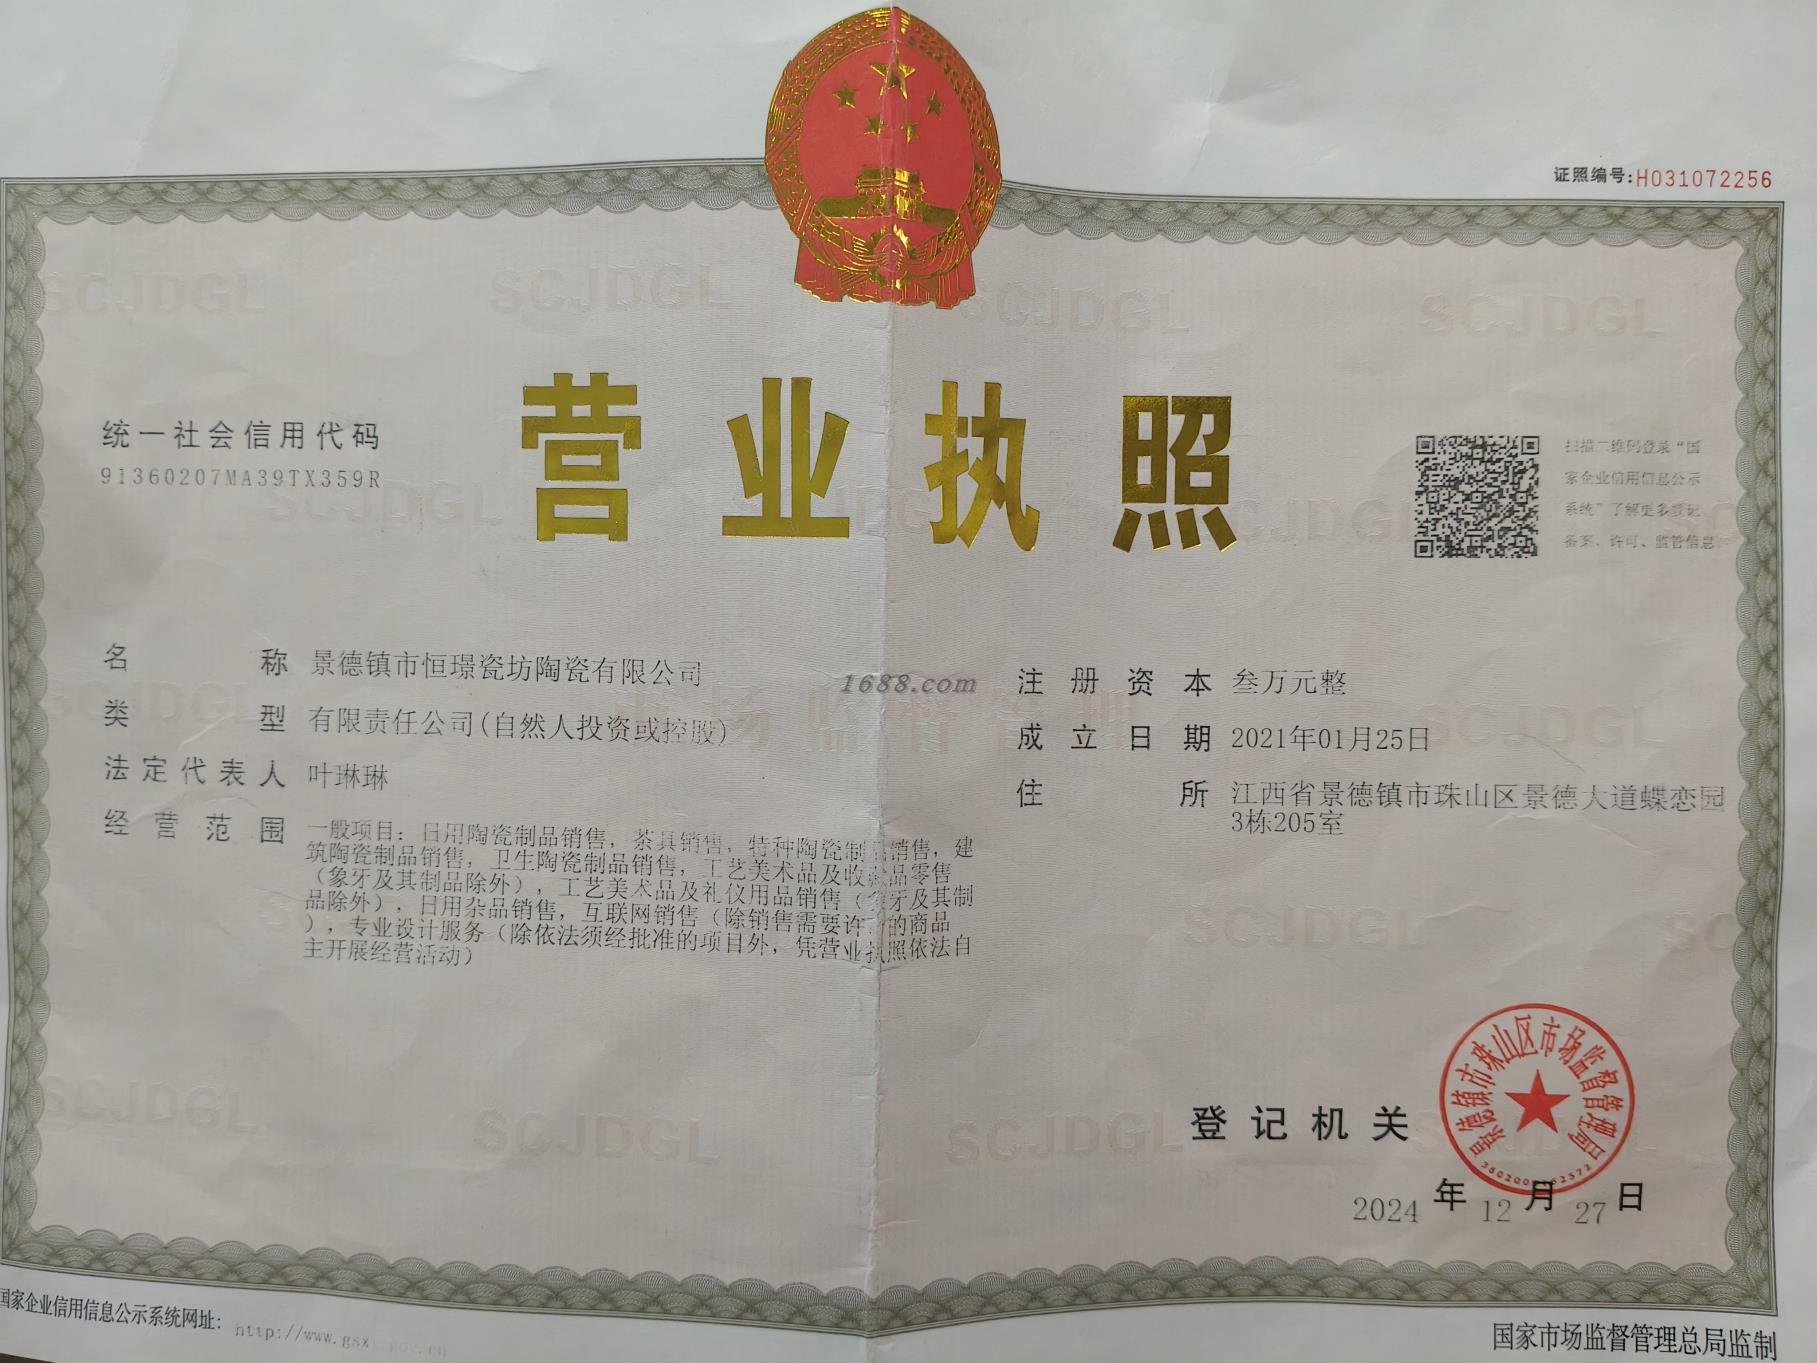 证照编号:H031072256
统一社会信用代码
91360207MA39TX359R
营业执照
扫描二维码登录“国
家企业信用信息公示
系统”了解更多登记、
备案、许可、监管信息。
名 称 景德镇市恒璟瓷坊陶瓷有限公司
类 型 有限责任公司(自然人投资或控股)
法定代表人 叶琳琳
经营范围 一般项目：日用陶瓷制品销售，茶具销售，特种陶瓷制品销售，建
筑陶瓷制品销售，卫生陶瓷制品销售，工艺美术品及收藏品零售
（象牙及其制品除外），工艺美术品及礼仪用品销售（象牙及其制
品除外），日用杂品销售，互联网销售（除销售需要许可的商品
），专业设计服务（除依法须经批准的项目外，凭营业执照依法自
主开展经营活动）
1688.com
注册资本 叁万元整
成立日期 2021年01月25日
住 所 江西省景德镇市珠山区景德大道蝶恋园
3栋205室
登记机关
景德镇市珠山区市场监督管理局
2024 年 12 月 27 日
国家企业信用信息公示系统网址：
国家市场监督管理总局监制
SCJDGL